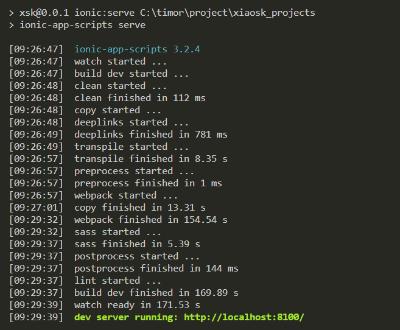 > xsk@0.0.1 ionic:serve C:\timor\project\xiaosk_projects
> ionic-app-scripts serve
[09:26:47] ionic-app-scripts 3.2.4
[09:26:47] watch started ...
[09:26:47] build dev started ...
[09:26:48] clean started ...
[09:26:48] clean finished in 112 ms
[09:26:48] copy started ...
[09:26:48] deeplinks started ...
[09:26:49] deeplinks finished in 781 ms
[09:26:49] transpile started ...
[09:26:57] transpile finished in 8.35 s
[09:26:57] preprocess started ...
[09:26:57] preprocess finished in 1 ms
[09:26:57] webpack started ...
[09:27:01] copy finished in 13.31 s
[09:29:32] webpack finished in 154.54 s
[09:29:32] sass started ...
[09:29:37] sass finished in 5.39 s
[09:29:37] postprocess started ...
[09:29:37] postprocess finished in 144 ms
[09:29:37] lint started ...
[09:29:37] build dev finished in 169.89 s
[09:29:39] watch ready in 171.53 s
[09:29:39] dev server running: http://localhost:8100/